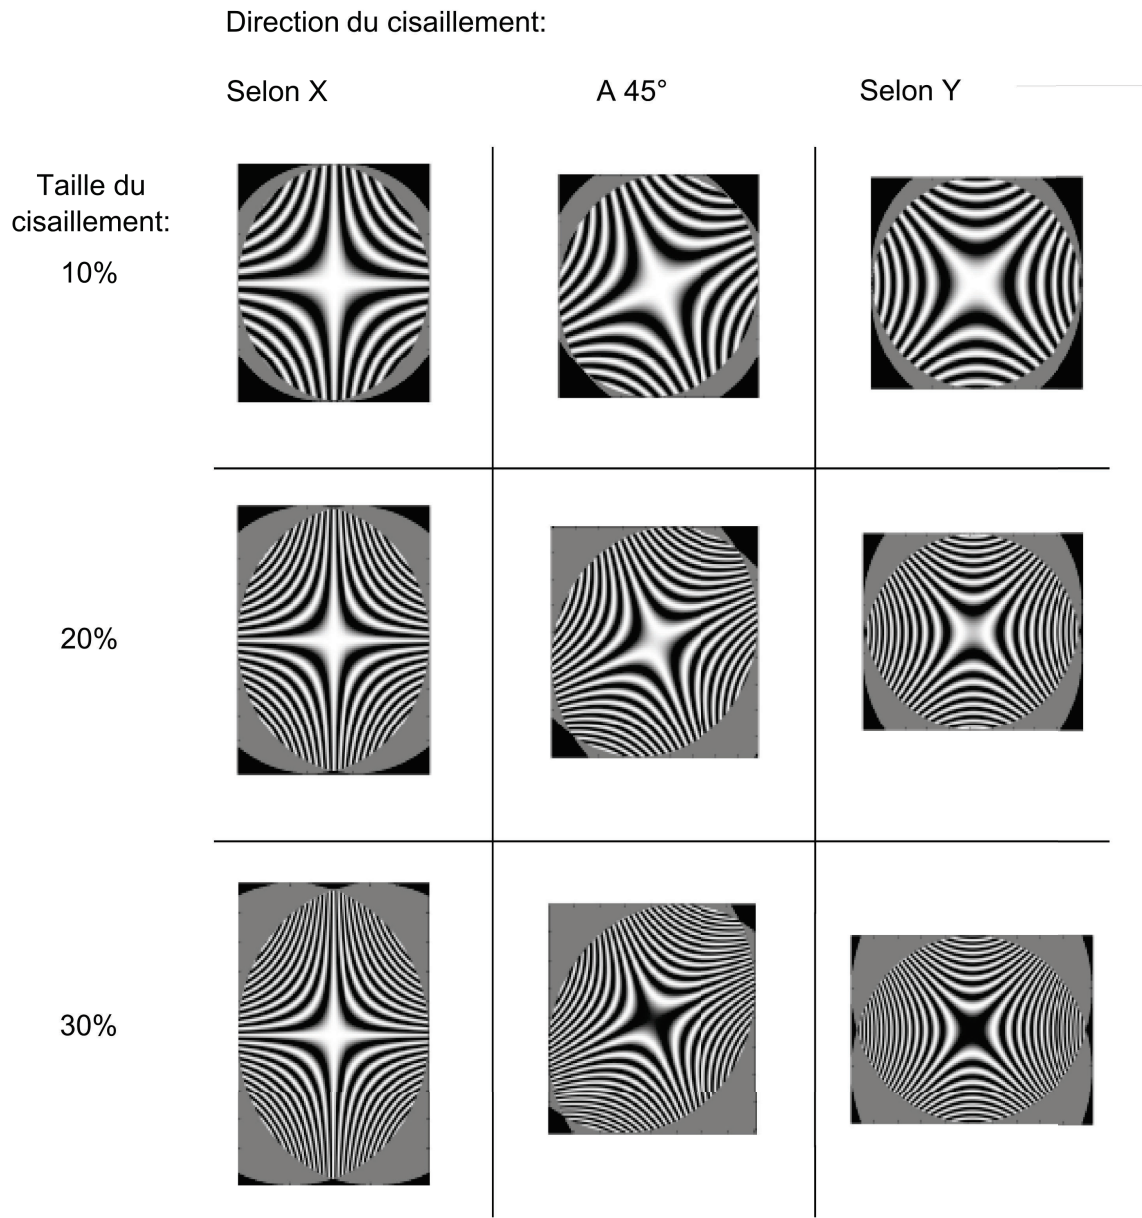 Direction du cisaillement:
Selon X
A 45°
Selon Y
Taille du
cisaillement:
10%
20%
30%